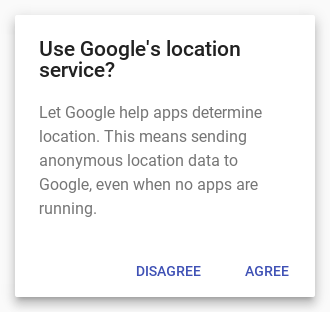 Use Google's location
service?
Let Google help apps determine
location. This means sending
anonymous location data to
Google, even when no apps are
running.
DISAGREE AGREE